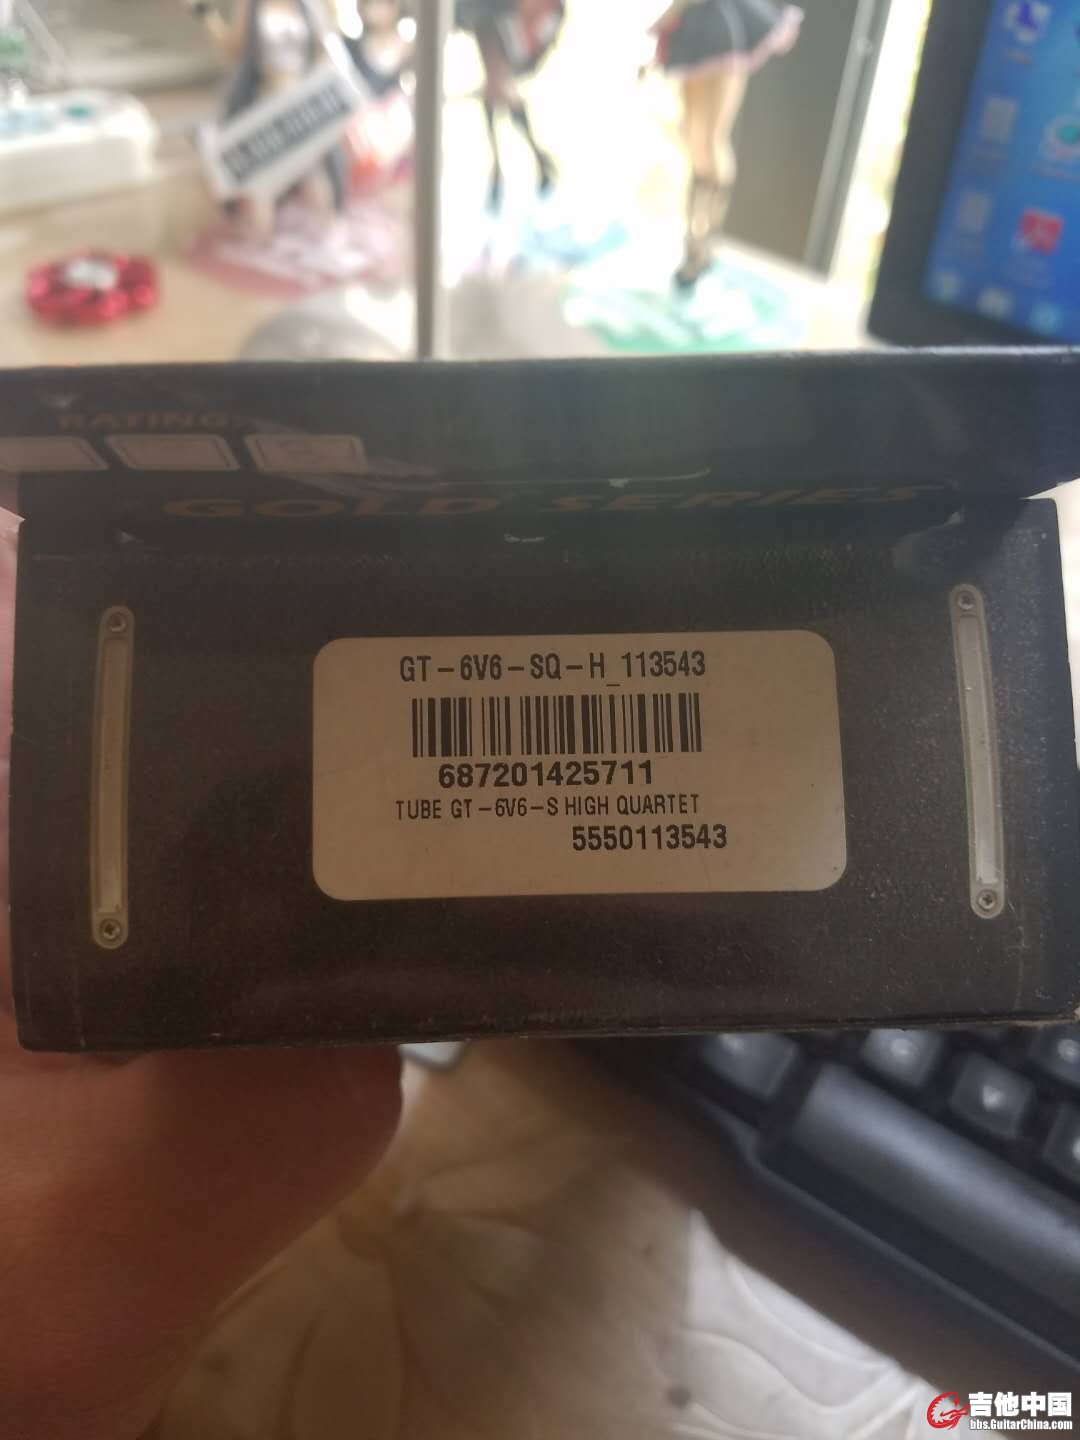 RATING
GOLD SERIES
GT-6V6-SQ-H_113543
687201425711
TUBE GT-6V6-S HIGH QUARTET
5550113543
吉他中国
bbs.GuitarChina.com